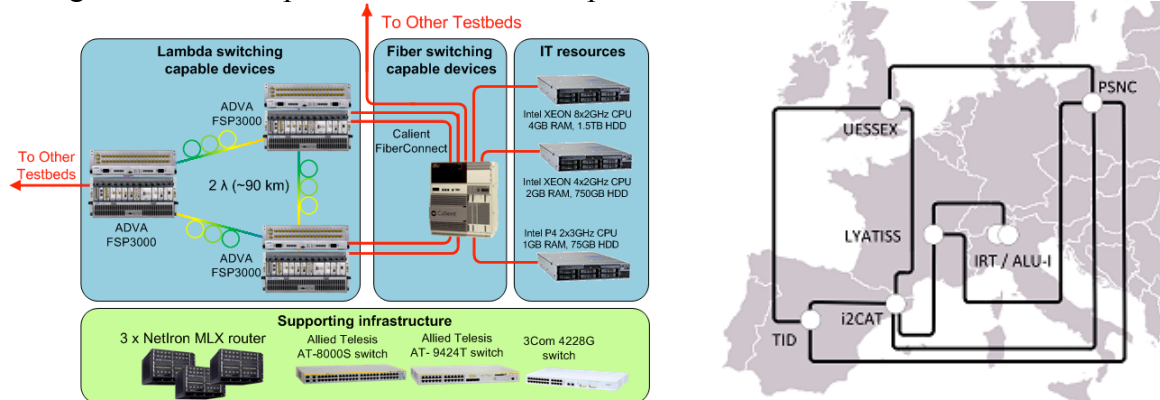 To Other Testbeds
Lambda switching
capable devices
Fiber switching
capable devices
IT resources
ADVA
FSP3000
Calient
FiberConnect
Intel XEON 8x2GHz CPU
4GB RAM, 1.5TB HDD
To Other
Testbeds
2 λ (~90 km)
Intel XEON 4x2GHz CPU
2GB RAM, 750GB HDD
Calient
ADVA
FSP3000
ADVA
FSP3000
Intel P4 2x3GHz CPU
1GB RAM, 75GB HDD
Supporting infrastructure
3 x NetIron MLX router
Allied Telesis
AT-8000S switch
Allied Telesis
AT- 9424T switch
3Com 4228G
switch
PSNC
UESSEX
LYATISS
IRT / ALU-I
i2CAT
TID